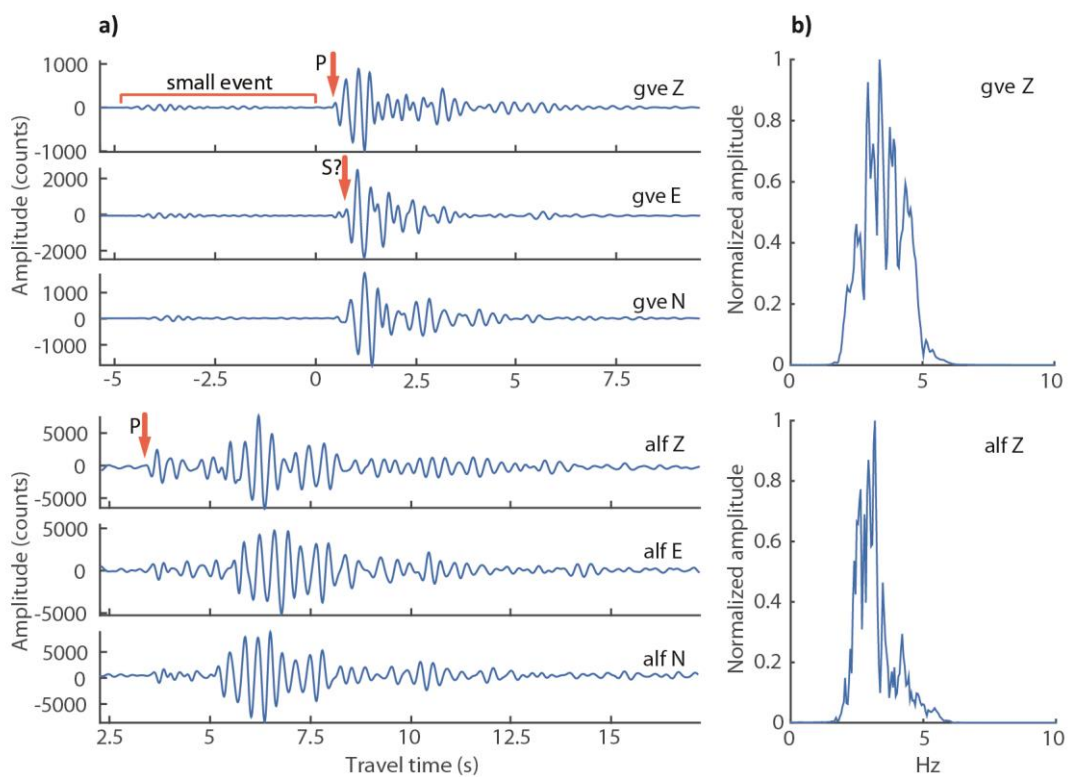 a)
b)
1000
0
-1000
small event
P
gve Z
2000
0
-2000
S?
gve E
1000
0
-1000
gve N
Amplitude (counts)
-5
-2.5
0
2.5
5
7.5
1
0.8
0.6
0.4
0.2
0
Normalized amplitude
gve Z
0
5
10
5000
0
-5000
P
alf Z
5000
0
-5000
alf E
5000
0
-5000
alf N
Amplitude (counts)
2.5
5
7.5
10
12.5
15
Travel time (s)
1
0.8
0.6
0.4
0.2
0
Normalized amplitude
alf Z
0
5
10
Hz